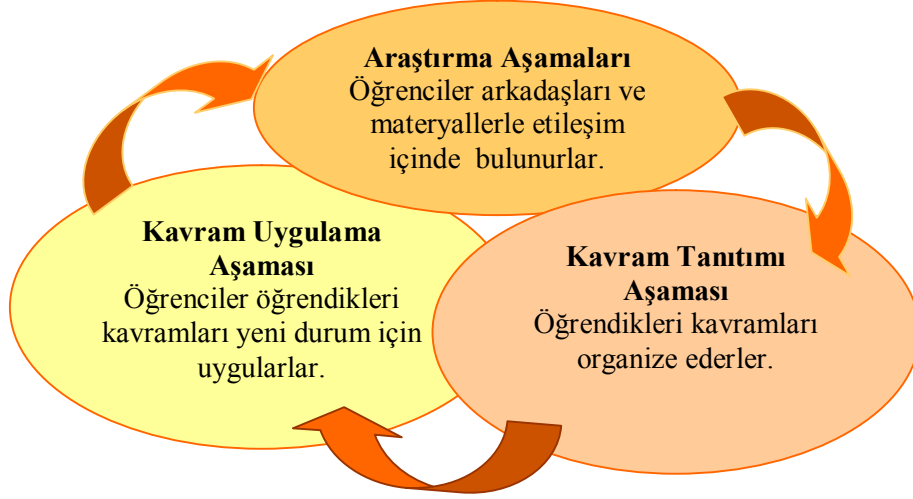 Araştırma Aşamaları
Öğrenciler arkadaşları ve
materyallerle etileşim
içinde bulunurlar.
Kavram Tanıtımı
Aşaması
Öğrendikleri kavramları
organize ederler.
Kavram Uygulama
Aşaması
Öğrenciler öğrendikleri
kavramları yeni durum için
uygularlar.